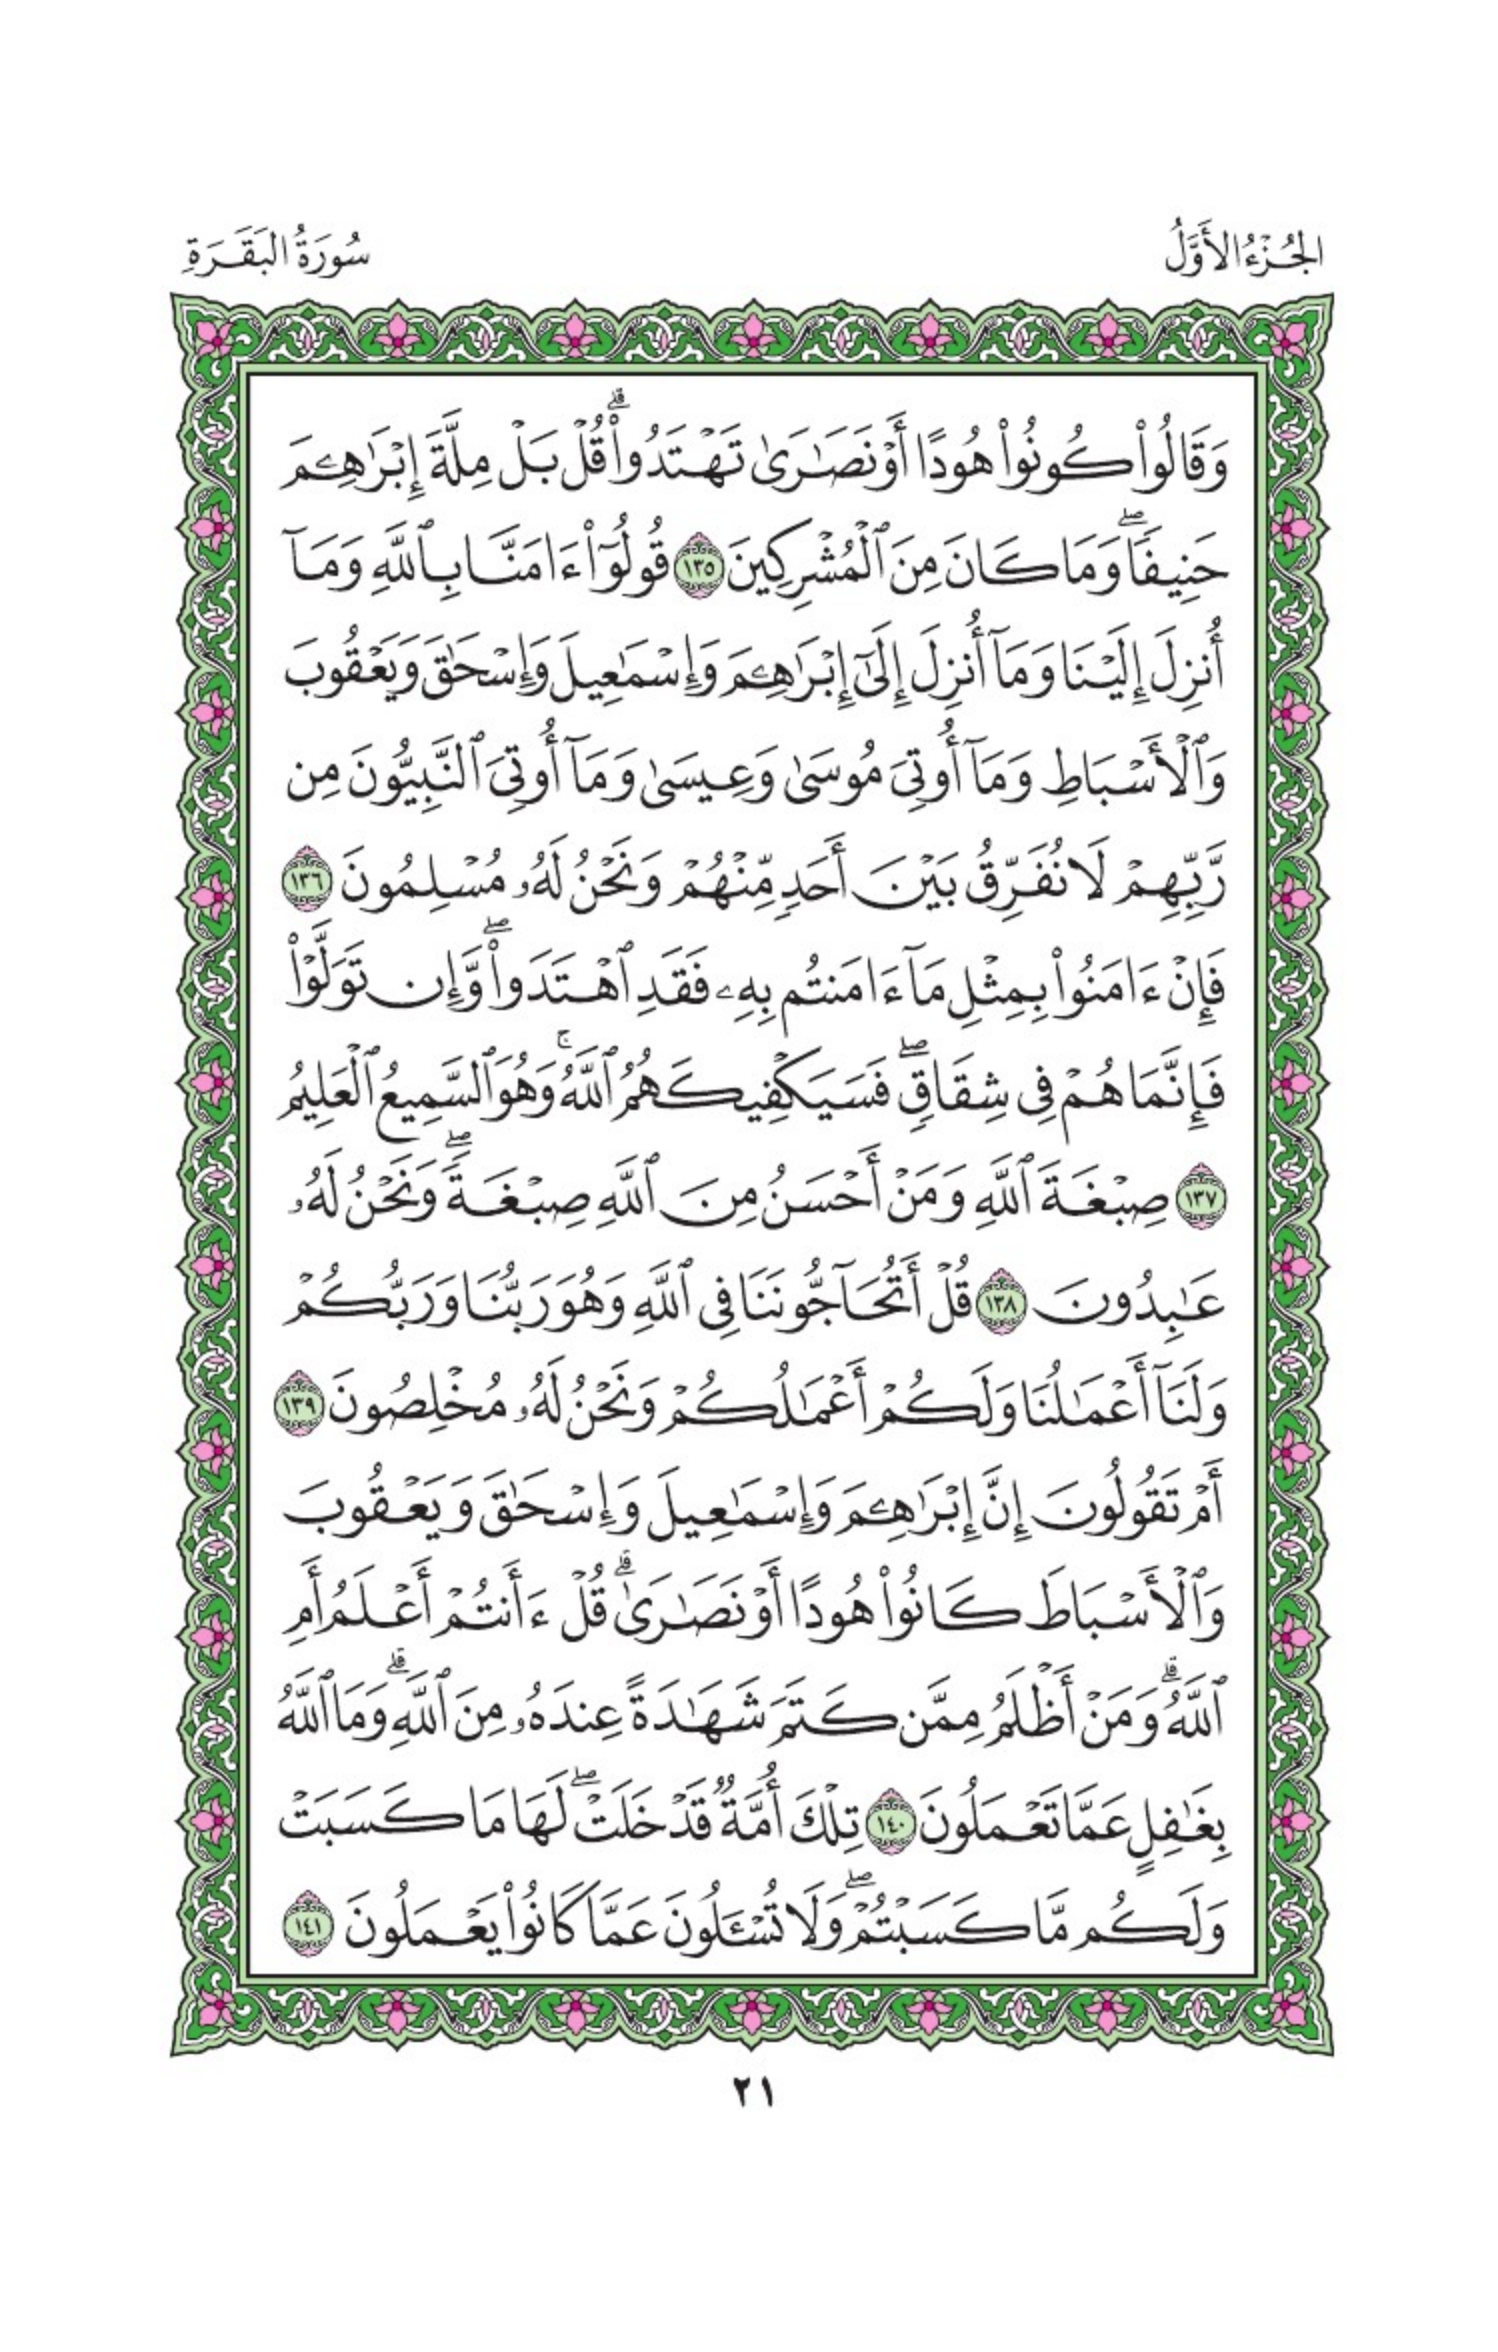 الجُزْءُ الأَوَّلُ
سُورَةُ البَقَرَةِ
وَقَالُوا۟ كُونُوا۟ هُودًا أَوْ نَصَٰرَىٰ تَهْتَدُوا۟ۗ قُلْ بَلْ مِلَّةَ إِبْرَٰهِۦمَ
حَنِيفًاۖ وَمَا كَانَ مِنَ ٱلْمُشْرِكِينَ ١٣٥ قُولُوٓا۟ ءَامَنَّا بِٱللَّهِ وَمَآ
أُنزِلَ إِلَيْنَا وَمَآ أُنزِلَ إِلَىٰٓ إِبْرَٰهِۦمَ وَإِسْمَٰعِيلَ وَإِسْحَٰقَ وَيَعْقُوبَ
وَٱلْأَسْبَاطِ وَمَآ أُوتِىَ مُوسَىٰ وَعِيسَىٰ وَمَآ أُوتِىَ ٱلنَّبِيُّونَ مِن
رَّبِّهِمْ لَا نُفَرِّقُ بَيْنَ أَحَدٍ مِّنْهُمْ وَنَحْنُ لَهُۥ مُسْلِمُونَ ١٣٦
فَإِنْ ءَامَنُوا۟ بِمِثْلِ مَآ ءَامَنتُم بِهِۦ فَقَدِ ٱهْتَدَوا۟ۖ وَّإِن تَوَلَّوْا۟
فَإِنَّمَا هُمْ فِى شِقَاقٍۖ فَسَيَكْفِيكَهُمُ ٱللَّهُۚ وَهُوَ ٱلسَّمِيعُ ٱلْعَلِيمُ
١٣٧ صِبْغَةَ ٱللَّهِ وَمَنْ أَحْسَنُ مِنَ ٱللَّهِ صِبْغَةًۖ وَنَحْنُ لَهُۥ
عَٰبِدُونَ ١٣٨ قُلْ أَتُحَآجُّونَنَا فِى ٱللَّهِ وَهُوَ رَبُّنَا وَرَبُّكُمْ
وَلَنَآ أَعْمَٰلُنَا وَلَكُمْ أَعْمَٰلُكُمْ وَنَحْنُ لَهُۥ مُخْلِصُونَ ١٣٩
أَمْ تَقُولُونَ إِنَّ إِبْرَٰهِۦمَ وَإِسْمَٰعِيلَ وَإِسْحَٰقَ وَيَعْقُوبَ
وَٱلْأَسْبَاطَ كَانُوا۟ هُودًا أَوْ نَصَٰرَىٰۗ قُلْ ءَأَنتُمْ أَعْلَمُ أَمِ
ٱللَّهُۗ وَمَنْ أَظْلَمُ مِمَّن كَتَمَ شَهَٰدَةً عِندَهُۥ مِنَ ٱللَّهِۗ وَمَا ٱللَّهُ
بِغَٰفِلٍ عَمَّا تَعْمَلُونَ ١٤٠ تِلْكَ أُمَّةٌ قَدْ خَلَتْۖ لَهَا مَا كَسَبَتْ
وَلَكُم مَّا كَسَبْتُمْۖ وَلَا تُسْـَٔلُونَ عَمَّا كَانُوا۟ يَعْمَلُونَ ١٤١
٢١